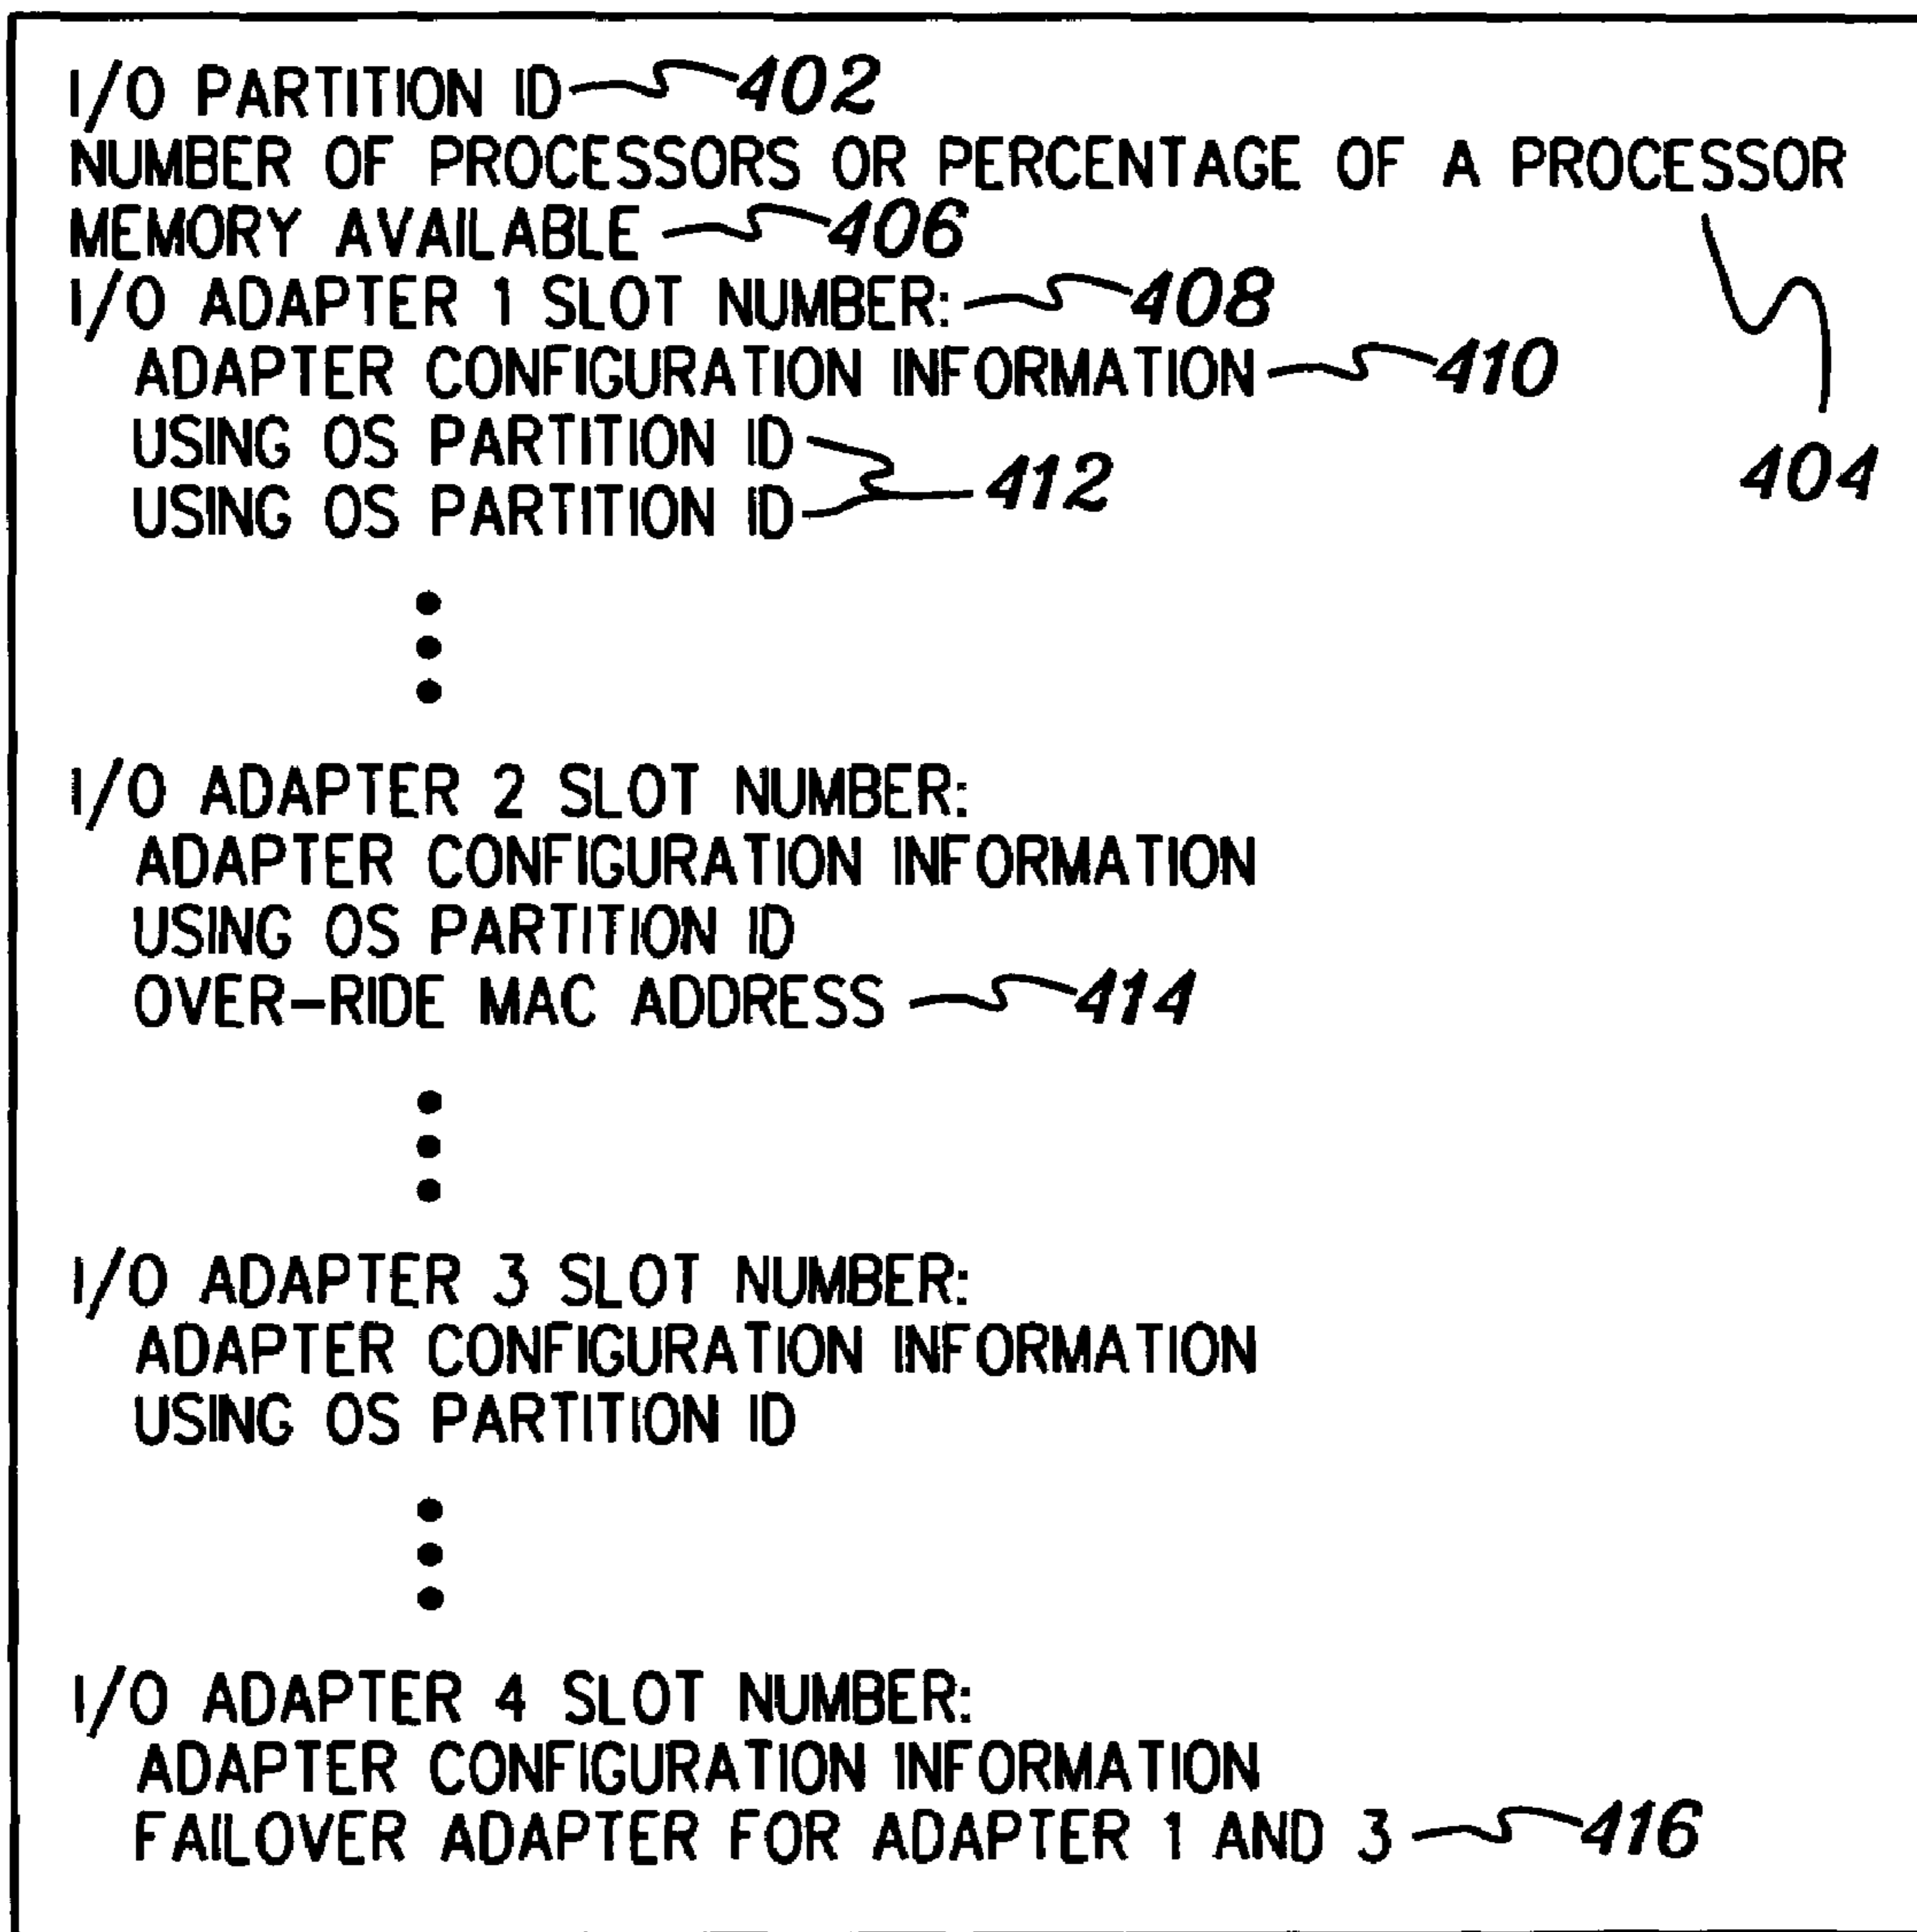 I/O PARTITION ID 402
NUMBER OF PROCESSORS OR PERCENTAGE OF A PROCESSOR
MEMORY AVAILABLE 406
I/O ADAPTER 1 SLOT NUMBER: 408
ADAPTER CONFIGURATION INFORMATION 410
USING OS PARTITION ID
USING OS PARTITION ID 412
404
I/O ADAPTER 2 SLOT NUMBER:
ADAPTER CONFIGURATION INFORMATION
USING OS PARTITION ID
OVER-RIDE MAC ADDRESS 414
I/O ADAPTER 3 SLOT NUMBER:
ADAPTER CONFIGURATION INFORMATION
USING OS PARTITION ID
I/O ADAPTER 4 SLOT NUMBER:
ADAPTER CONFIGURATION INFORMATION
FAILOVER ADAPTER FOR ADAPTER 1 AND 3 416